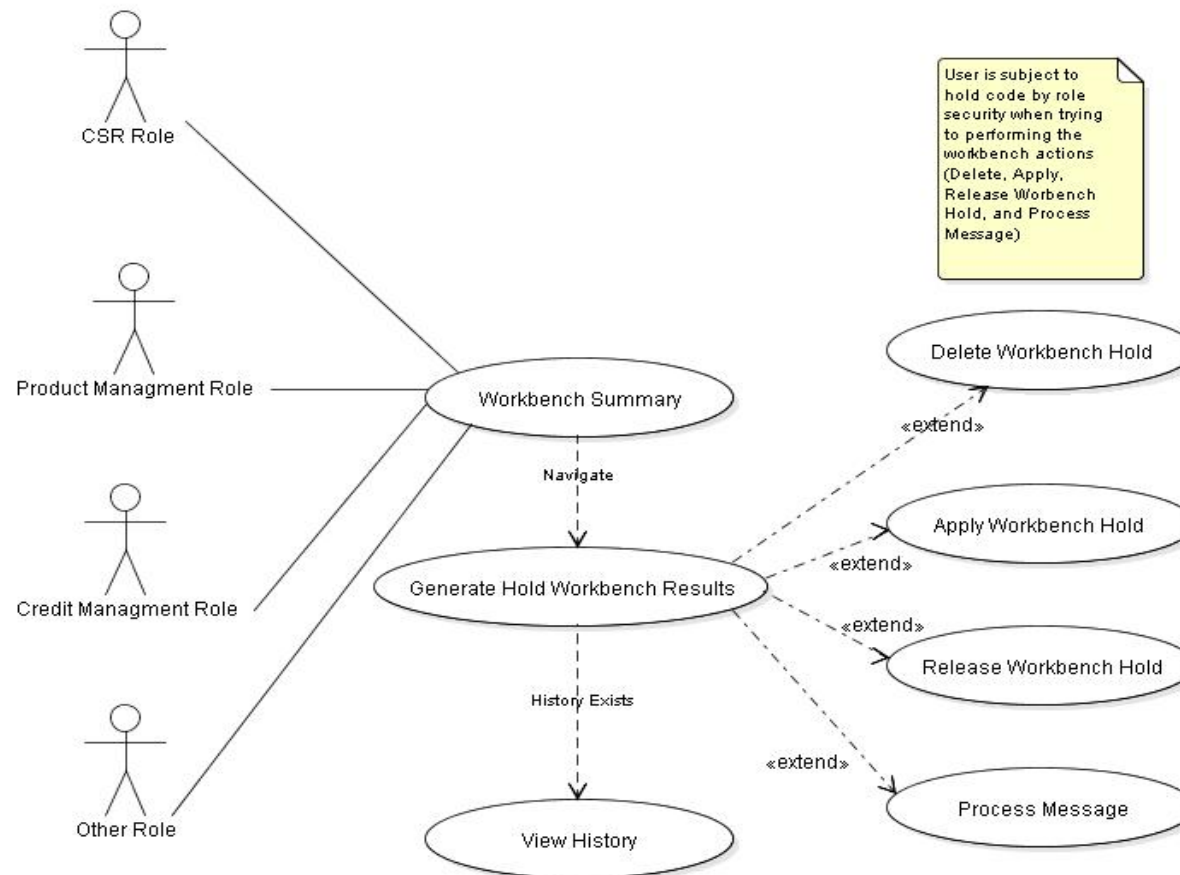 CSR Role
User is subject to
hold code by role
security when trying
to performing the
workbench actions
(Delete, Apply,
Release Worbench
Hold, and Process
Message)
Product Managment Role
Delete Workbench Hold
Workbench Summary
«extend»
Navigate
Credit Managment Role
Apply Workbench Hold
«extend»
Generate Hold Workbench Results
«extend»
Release Workbench Hold
History Exists
«extend»
Other Role
Process Message
View History